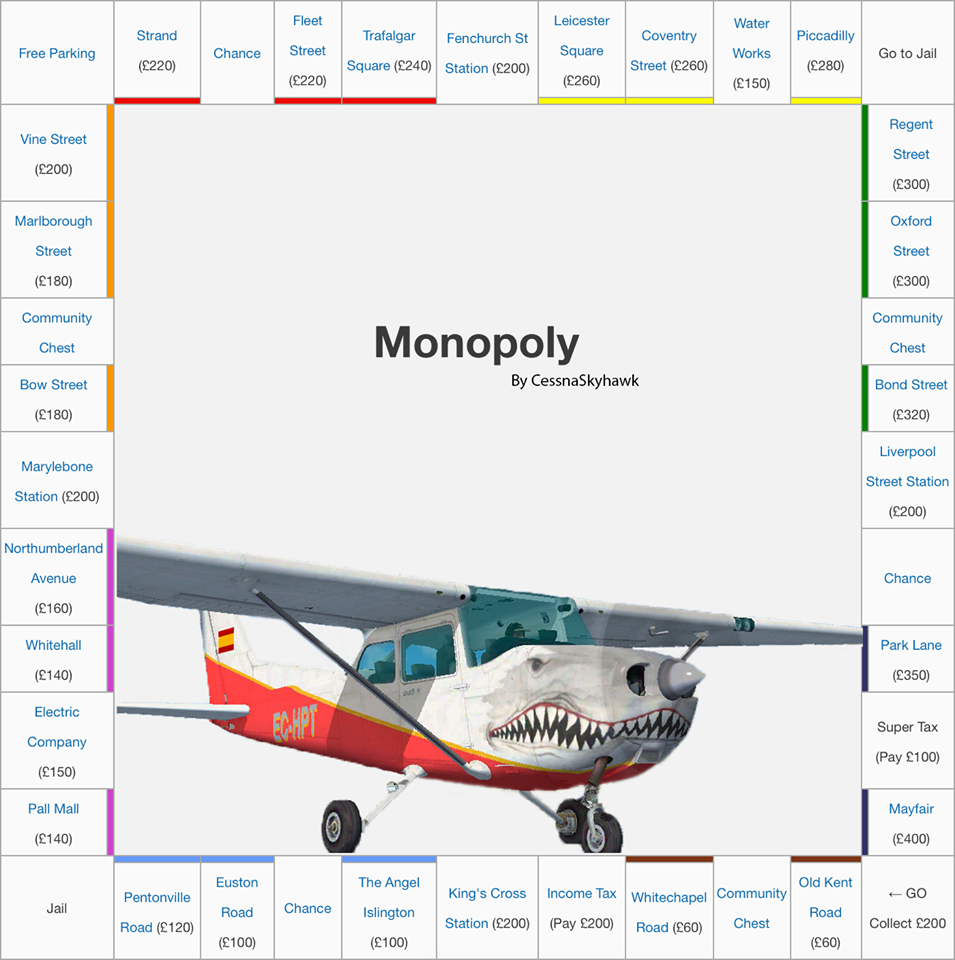 Free Parking
Strand
(£220)
Chance
Fleet
Street
(£220)
Trafalgar
Square (£240)
Fenchurch St
Station (£200)
Leicester
Square
(£260)
Coventry
Street (£260)
Water
Works
(£150)
Piccadilly
(£280)
Go to Jail
Vine Street
(£200)
Regent
Street
(£300)
Marlborough
Street
(£180)
Oxford
Street
(£300)
Community
Chest
Community
Chest
Monopoly
By CessnaSkyhawk
Bow Street
(£180)
Bond Street
(£320)
Marylebone
Station (£200)
Liverpool
Street Station
(£200)
Northumberland
Avenue
(£160)
Chance
Whitehall
(£140)
Park Lane
(£350)
Electric
Company
(£150)
EC-HPT
Super Tax
(Pay £100)
Pall Mall
(£140)
Mayfair
(£400)
Jail
Pentonville
Road (£120)
Euston
Road
(£100)
Chance
The Angel
Islington
(£100)
King's Cross
Station (£200)
Income Tax
(Pay £200)
Whitechapel
Road (£60)
Community
Chest
Old Kent
Road
(£60)
← GO
Collect £200